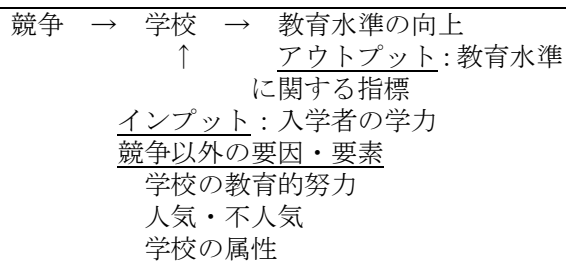 競争 → 学校 → 教育水準の向上
↑ アウトプット:教育水準
に関する指標
インプット:入学者の学力
競争以外の要因・要素
学校の教育的努力
人気・不人気
学校の属性